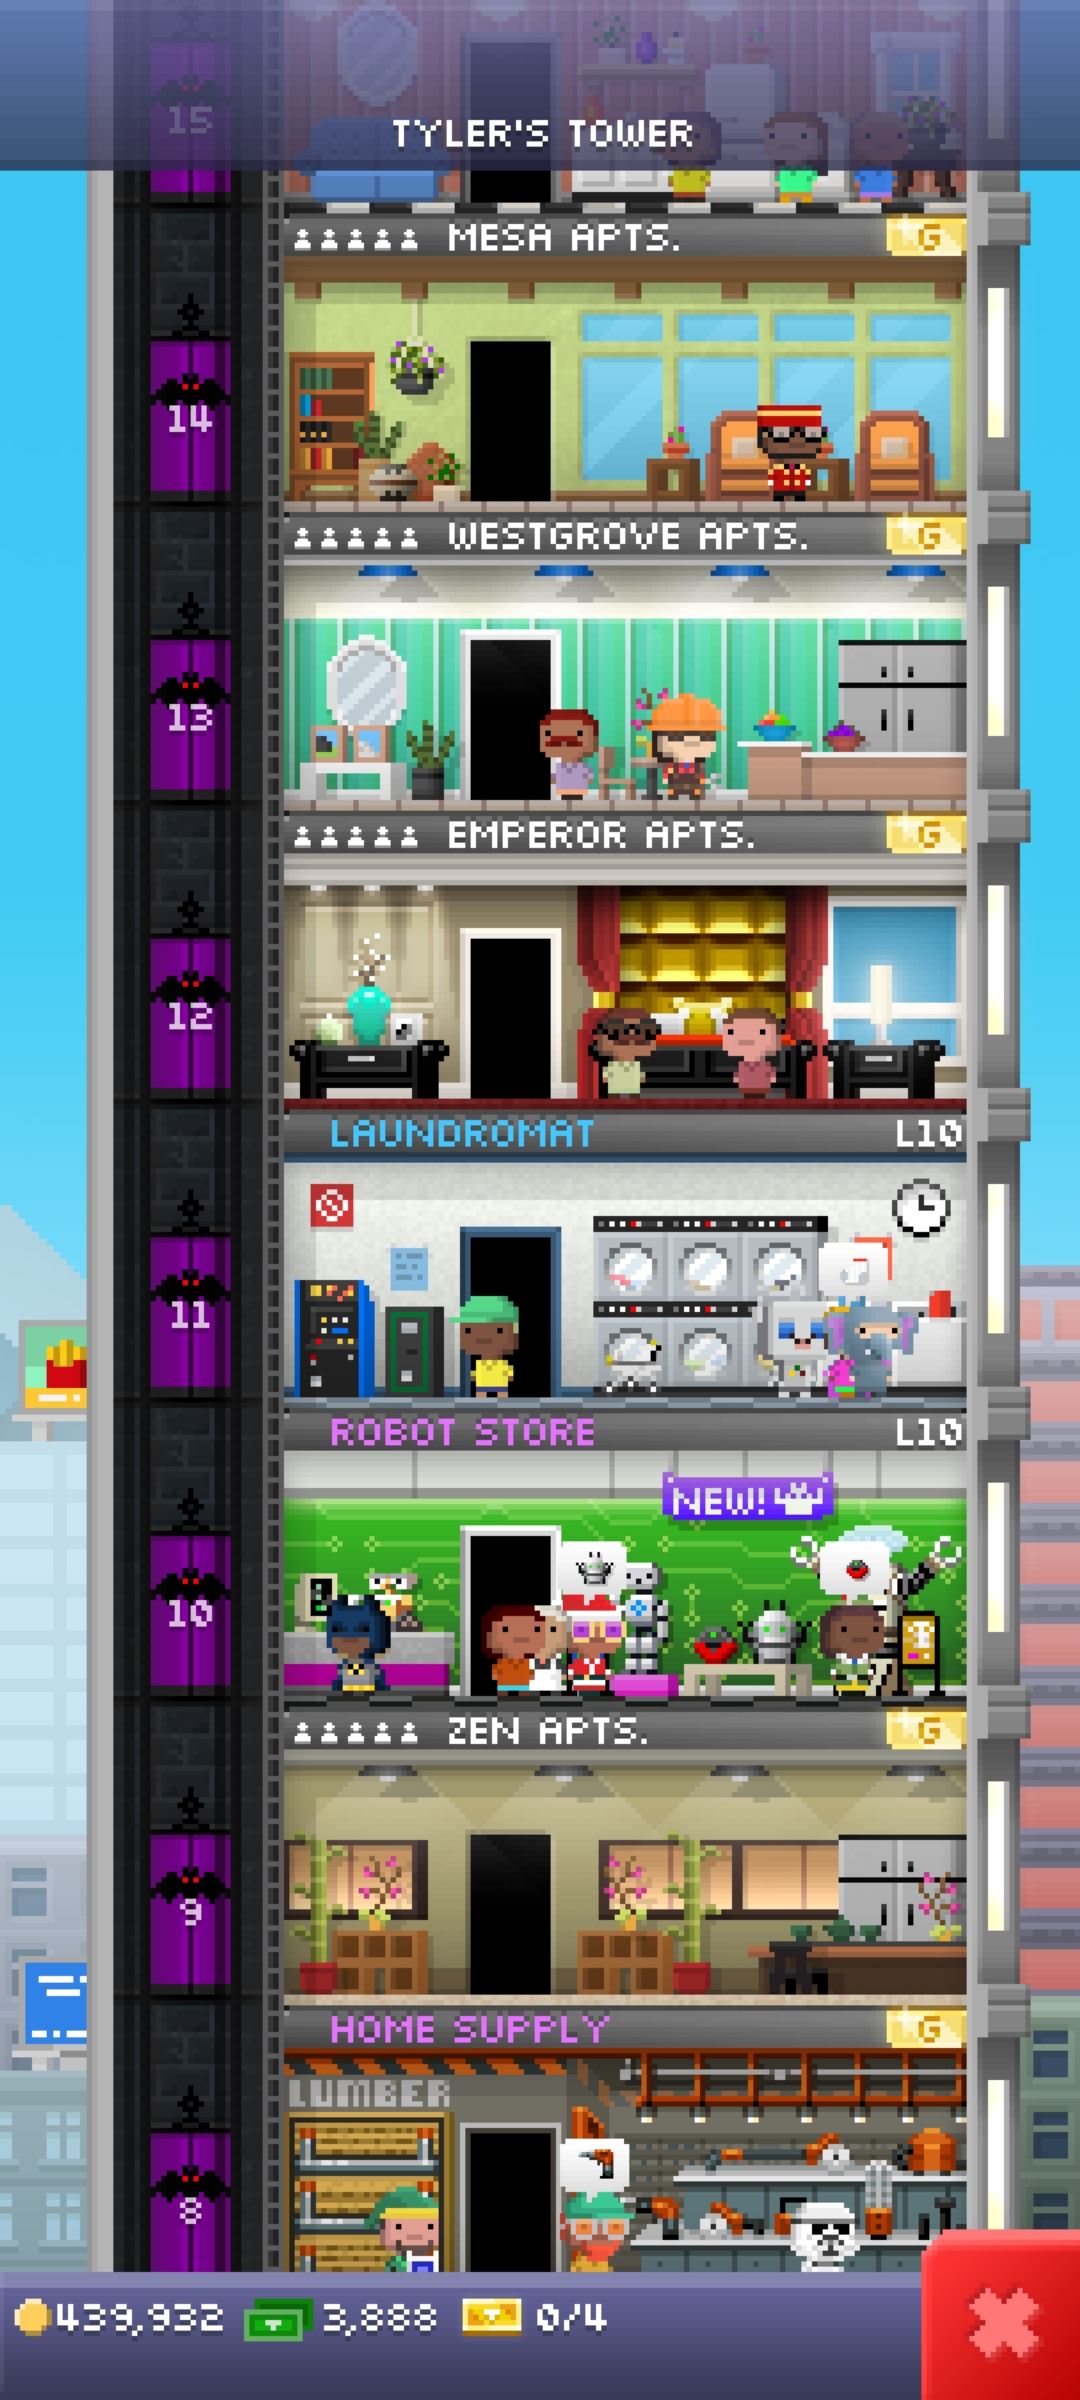 15
TYLER'S TOWER
MESA APTS. G
14
WESTGROVE APTS. G
13
EMPEROR APTS. G
12
LAUNDROMAT L10
11
ROBOT STORE L10
NEW!
10
ZEN APTS. G
9
HOME SUPPLY G
LUMBER
8
439,932 3,888 0/4